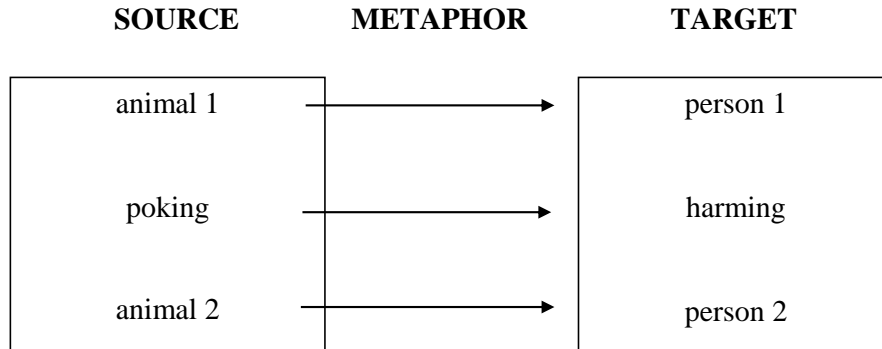 SOURCE METAPHOR TARGET
animal 1 person 1
poking harming
animal 2 person 2